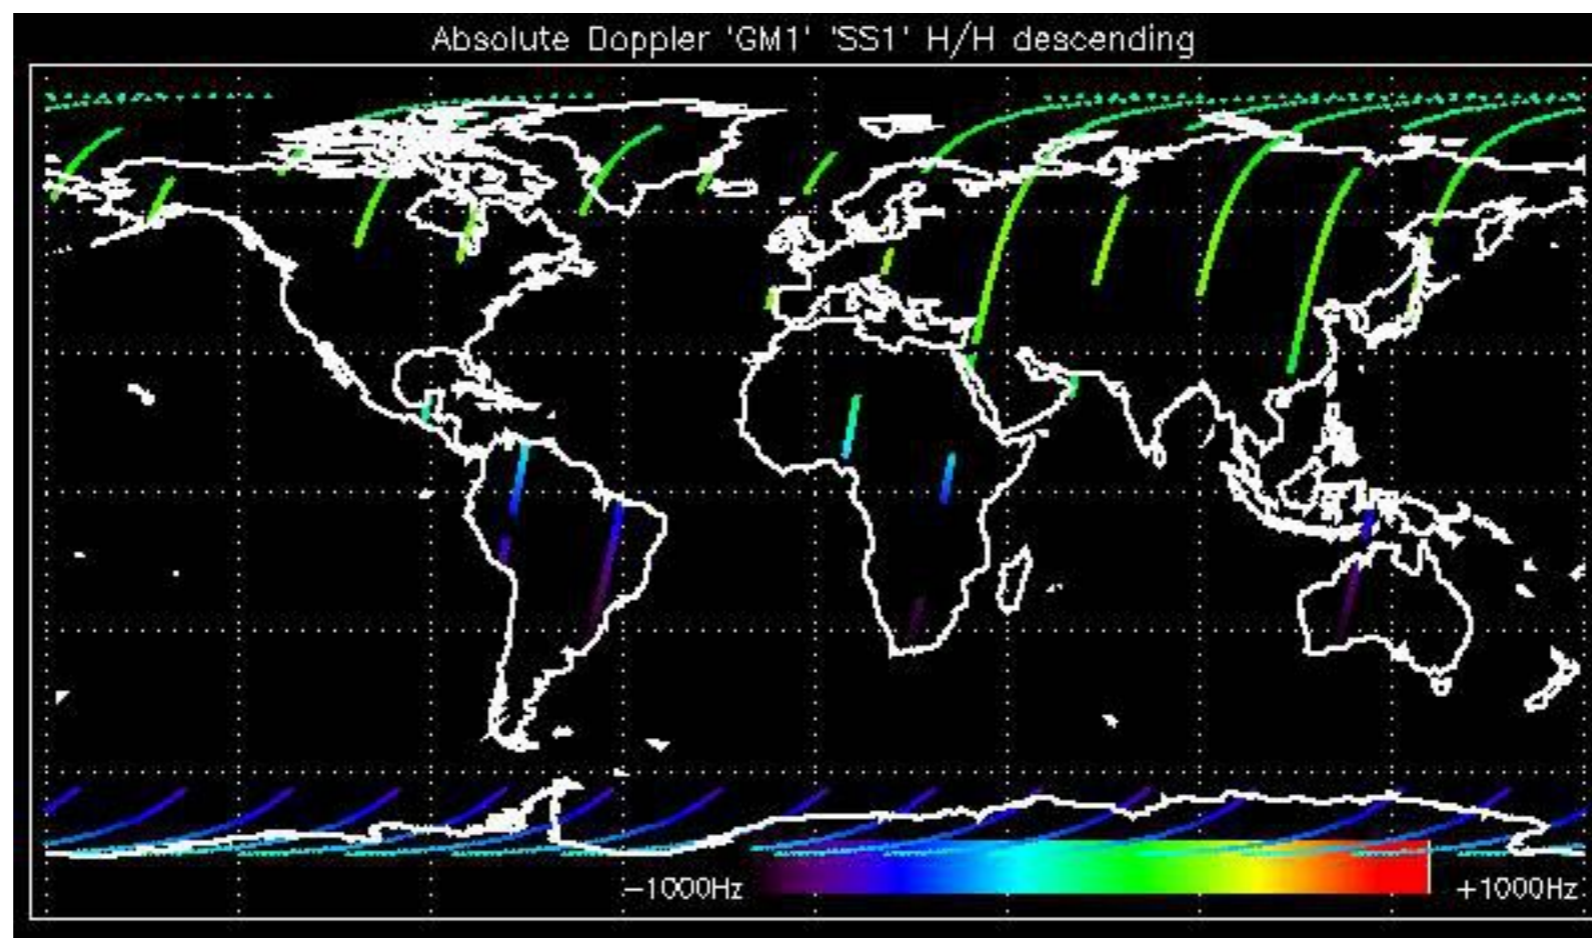 Absolute Doppler 'GM1' 'SS1' H/H descending
-1000Hz +1000Hz